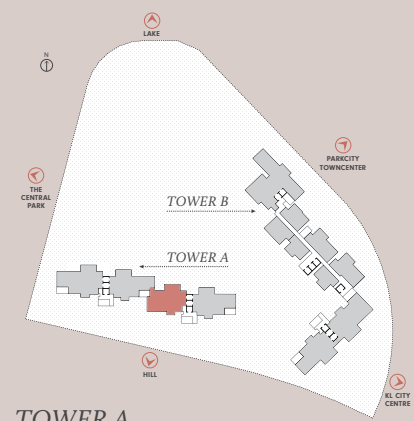 LAKE
N
PARKCITY
TOWNCENTER
THE
CENTRAL
PARK
TOWER B
TOWER A
HILL
KL CITY
CENTRE
TOWER A